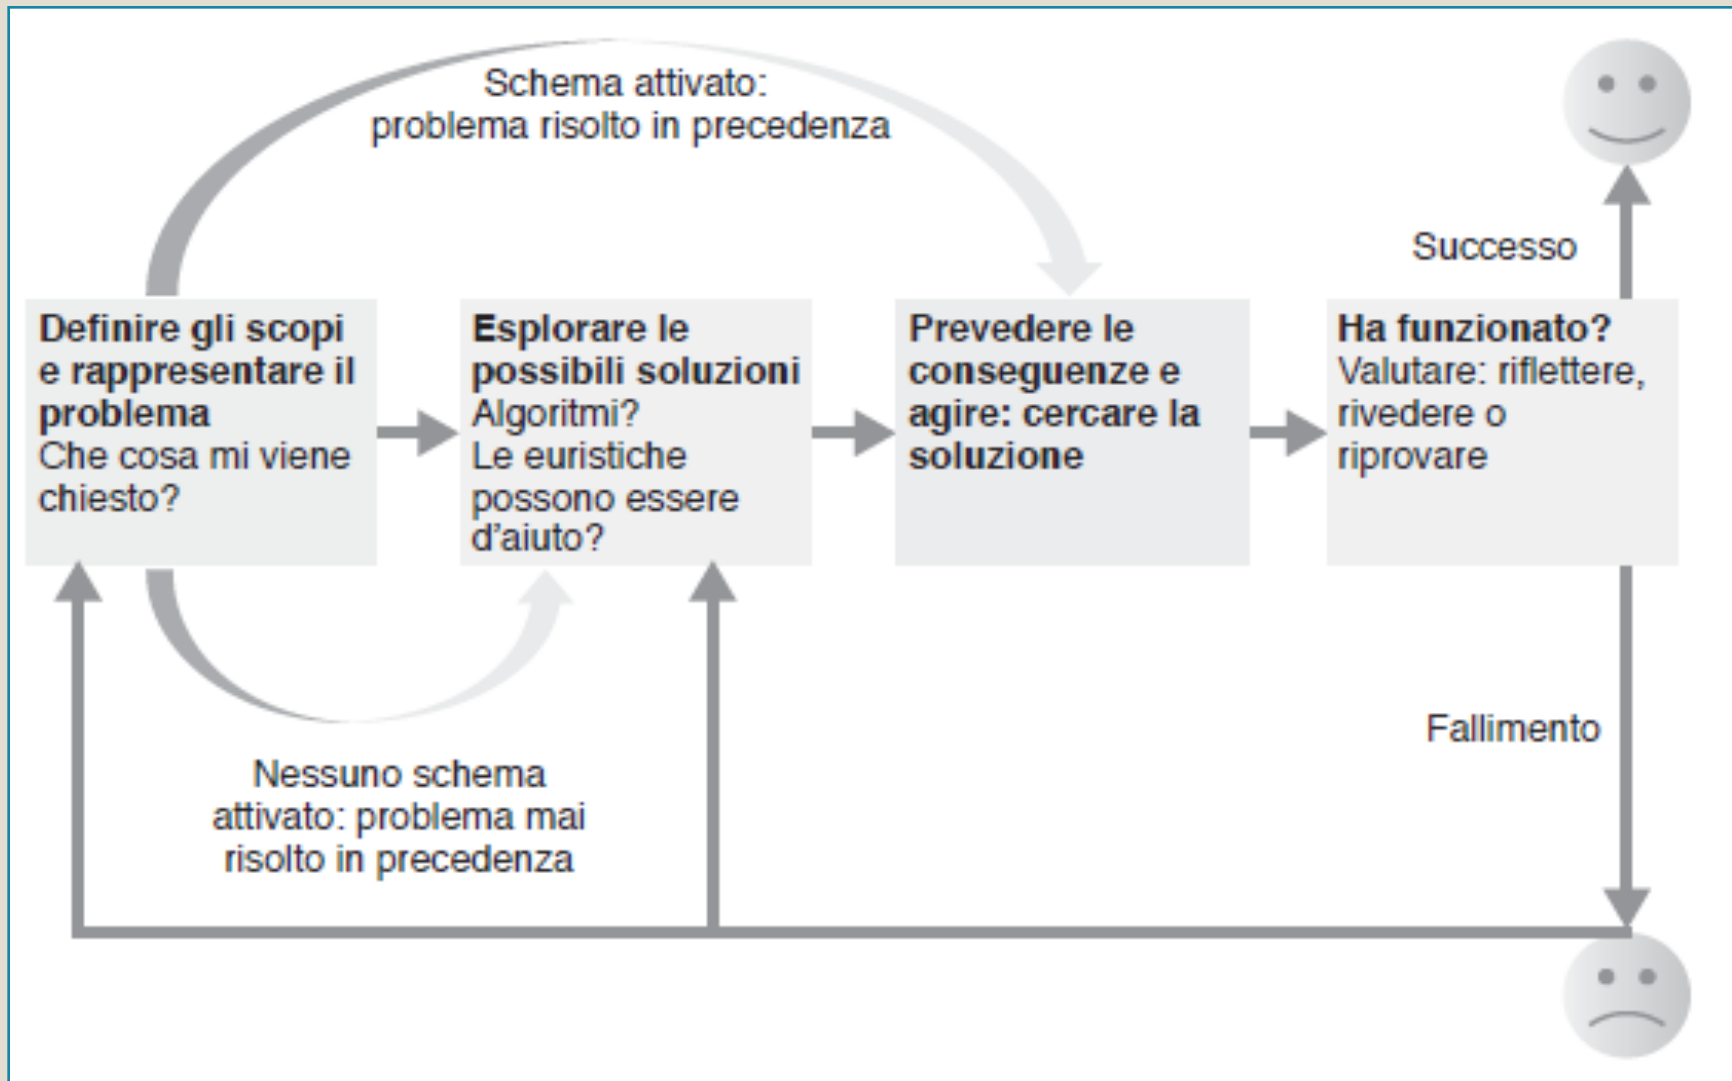 Schema attivato:
problema risolto in precedenza
Successo
Definire gli scopi
e rappresentare il
problema
Che cosa mi viene
chiesto?
Esplorare le
possibili soluzioni
Algoritmi?
Le euristiche
possono essere
d'aiuto?
Prevedere le
conseguenze e
agire: cercare la
soluzione
Ha funzionato?
Valutare: riflettere,
rivedere o
riprovare
Nessuno schema
attivato: problema mai
risolto in precedenza
Fallimento